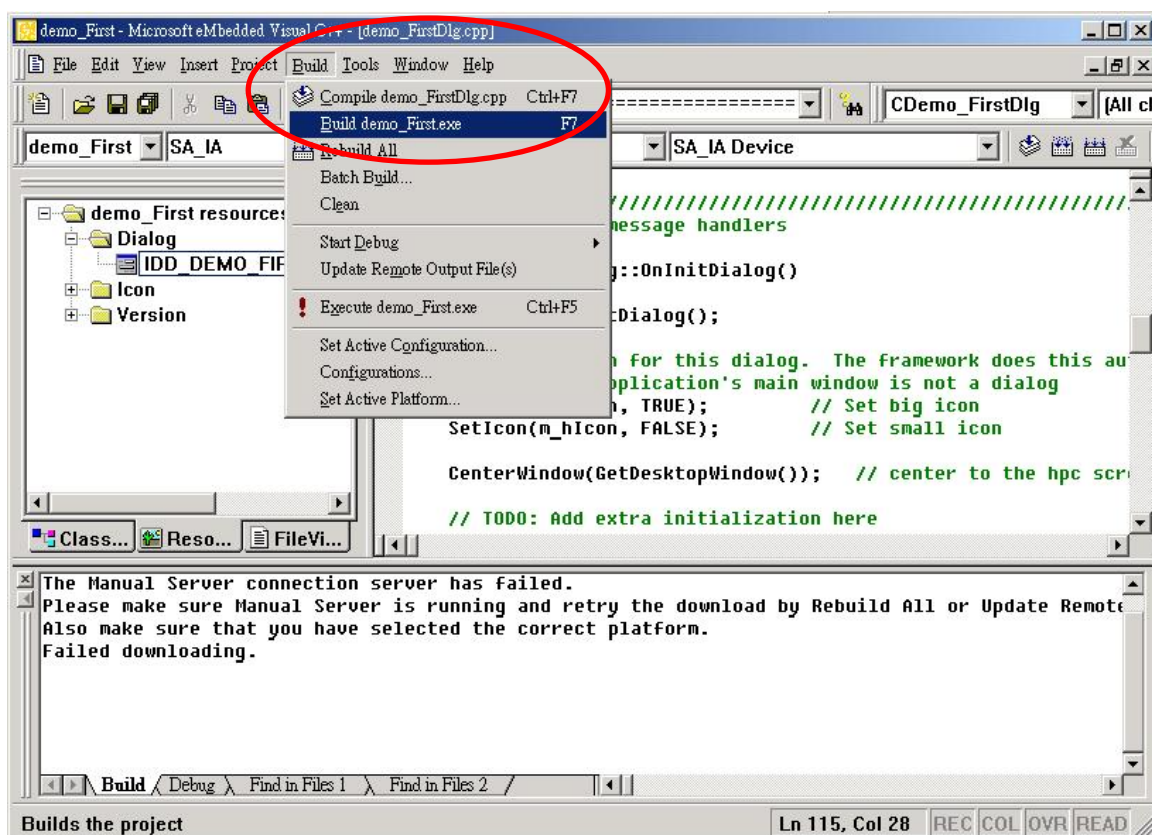 demo_First - Microsoft eMbedded Visual C++ - [demo_FirstDlg.cpp]
File Edit View Insert Project Build Tools Window Help
Compile demo_FirstDlg.cpp Ctrl+F7
Build demo_First.exe F7
Rebuild All
Batch Build...
Clean
Start Debug
Update Remote Output File(s)
Execute demo_First.exe Ctrl+F5
Set Active Configuration...
Configurations...
Set Active Platform...
================= CDemo_FirstDlg (All cl
demo_First SA_IA SA_IA Device
demo_First resources
Dialog
IDD_DEMO_FIR
Icon
Version
Class... Reso... FileVi...
////////////////////////////////////////
message handlers
g::OnInitDialog()
tDialog();
n for this dialog. The framework does this au
pplication's main window is not a dialog
n, TRUE); // Set big icon
SetIcon(m_hIcon, FALSE); // Set small icon
CenterWindow(GetDesktopWindow()); // center to the hpc scr
// TODO: Add extra initialization here
The Manual Server connection server has failed.
Please make sure Manual Server is running and retry the download by Rebuild All or Update Remote
Also make sure that you have selected the correct platform.
Failed downloading.
Build Debug Find in Files 1 Find in Files 2
Builds the project Ln 115, Col 28 REC COL OVR READ